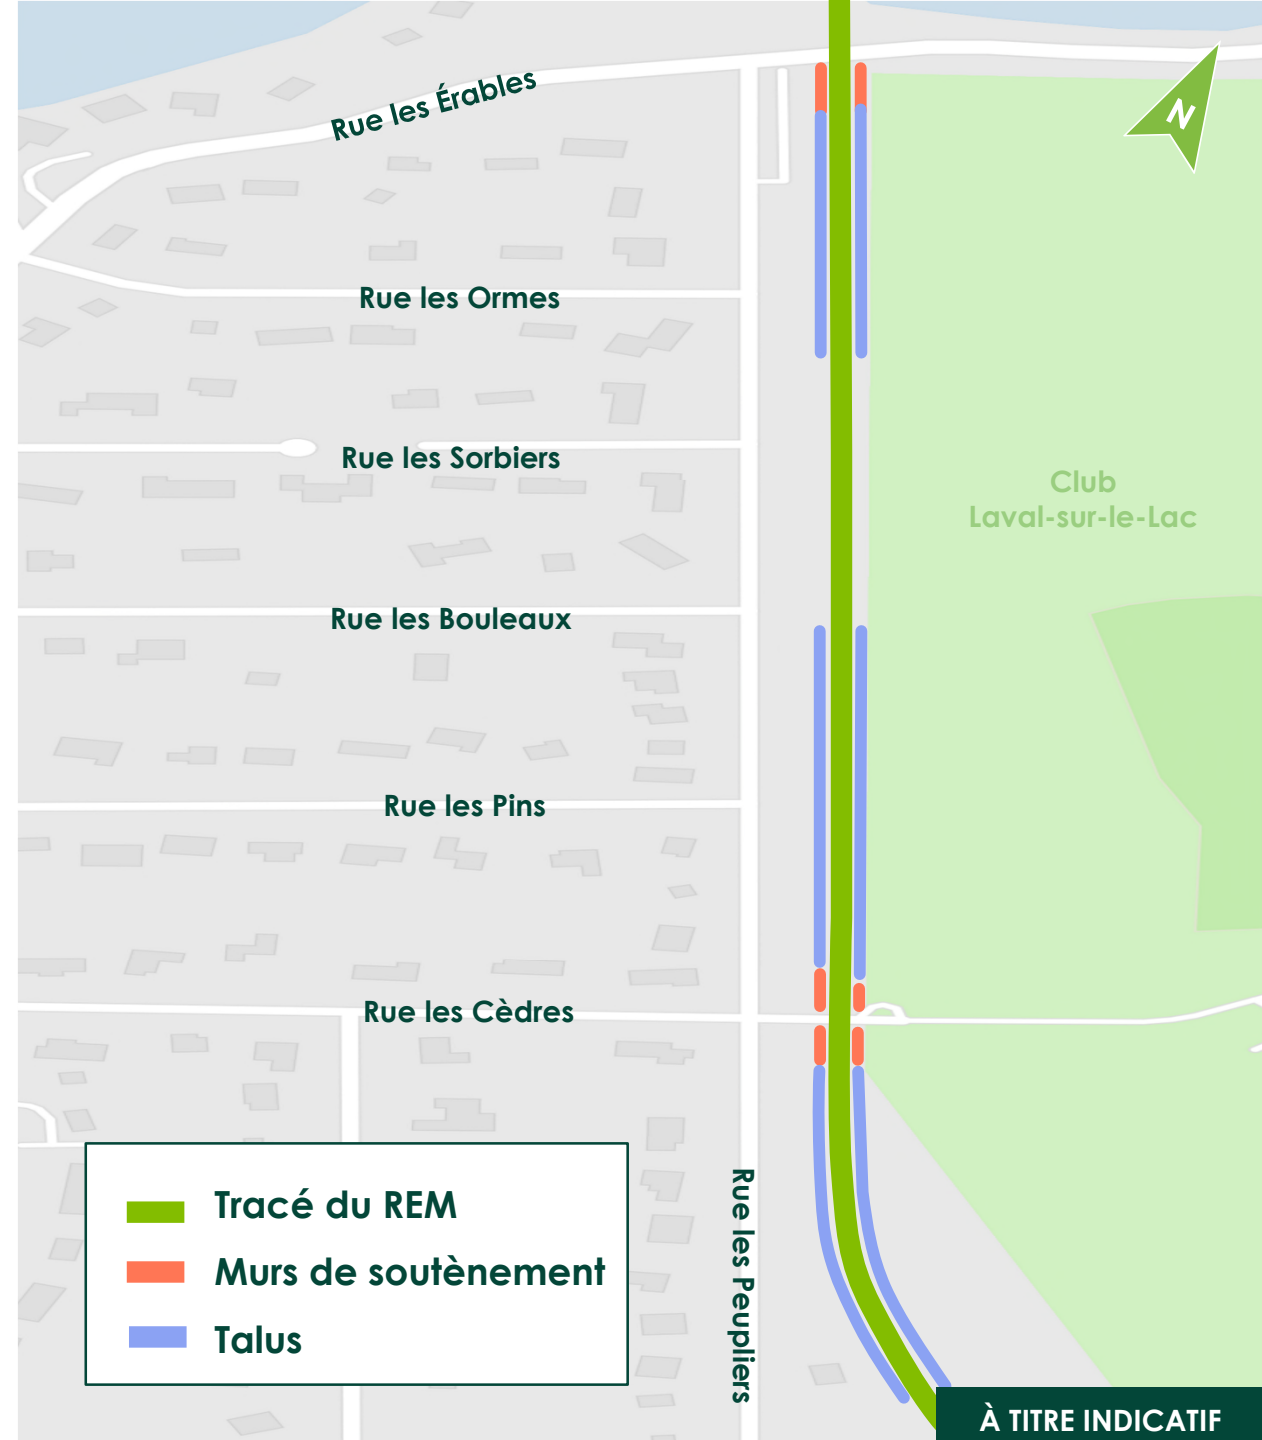 Rue les Érables
N
Rue les Ormes
Rue les Sorbiers
Club
Laval-sur-le-Lac
Rue les Bouleaux
Rue les Pins
Rue les Cèdres
Rue les Peupliers
Tracé du REM
Murs de soutènement
Talus
À TITRE INDICATIF